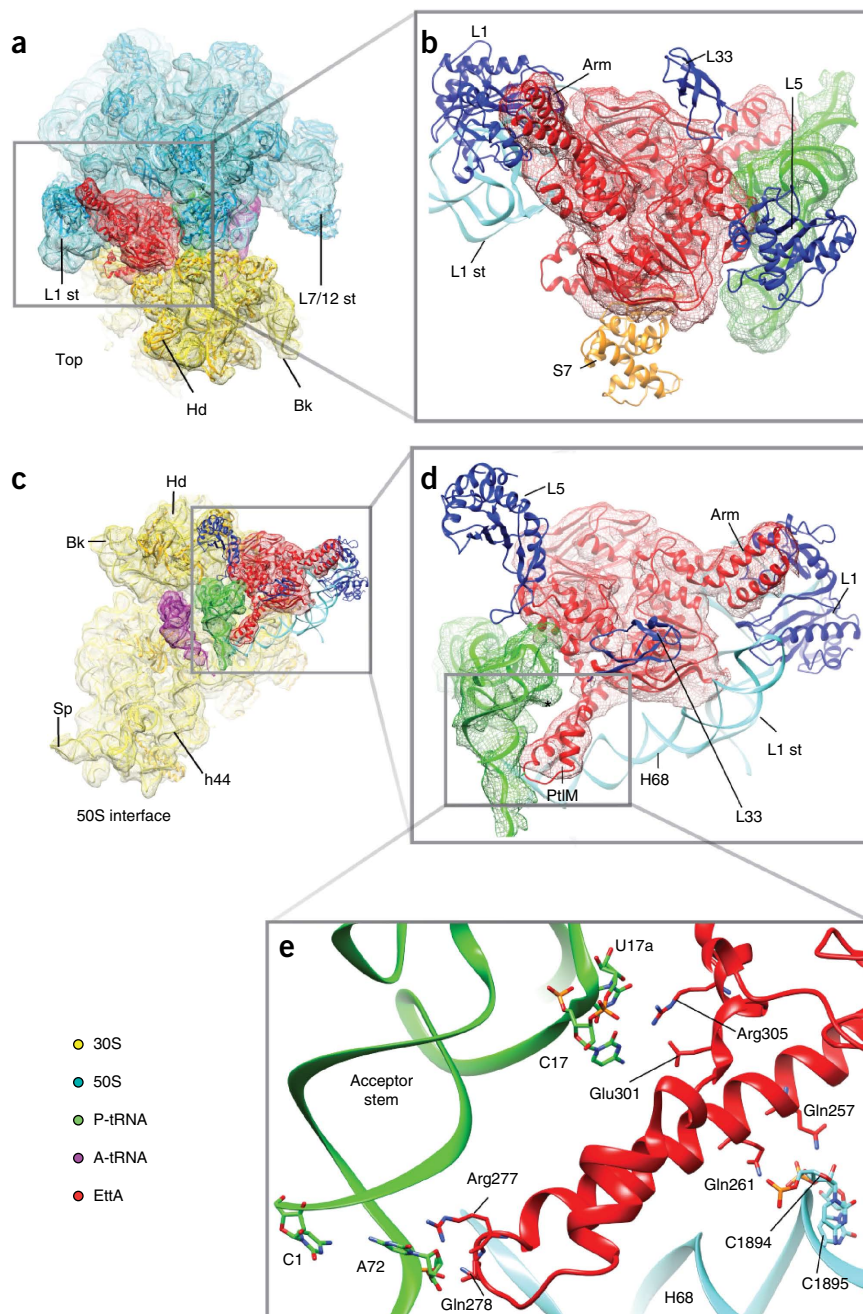 a
L1 st
L7/12 st
Top
Hd
Bk
b
L1
Arm
L33
L5
L1 st
S7
c
Hd
Bk
Sp
h44
50S interface
d
L5
Arm
L1
*
L1 st
H68
PtIM
L33
e
U17a
Arg305
C17
Acceptor
stem
Glu301
Gln257
Gln261
Arg277
C1894
C1
A72
C1895
Gln278
H68
30S
50S
P-tRNA
A-tRNA
EttA